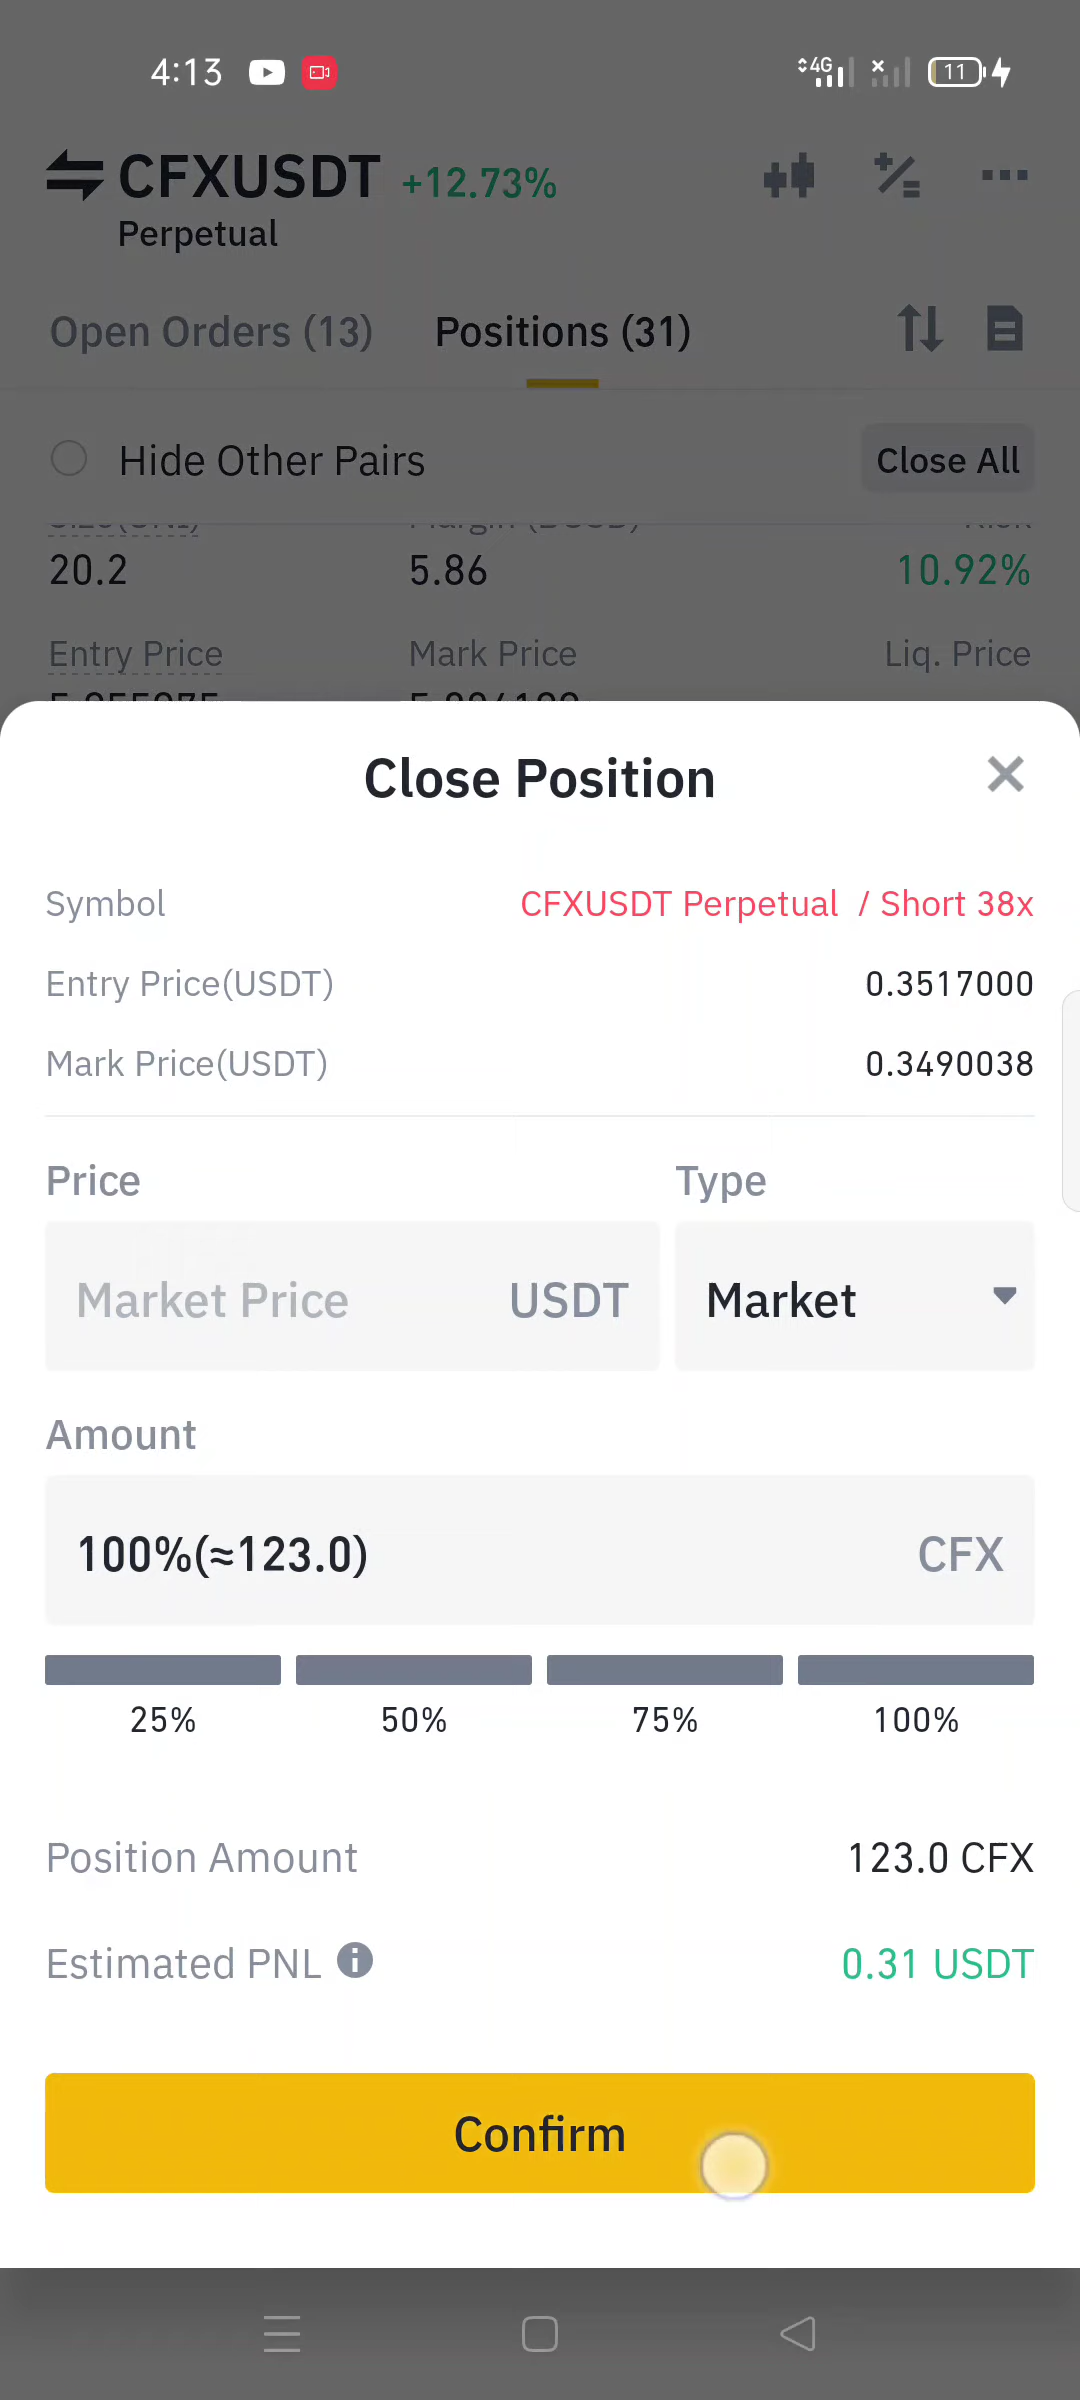 4:13
4G
11
CFXUSDT +12.73%
Perpetual
Open Orders (13) Positions (31)
Hide Other Pairs Close All
20.2 5.86 10.92%
Entry Price Mark Price Liq. Price
Close Position
Symbol CFXUSDT Perpetual / Short 38x
Entry Price(USDT) 0.3517000
Mark Price(USDT) 0.3490038
Price Type
Market Price USDT Market
Amount
100%(≈123.0) CFX
25% 50% 75% 100%
Position Amount 123.0 CFX
Estimated PNL 0.31 USDT
Confirm